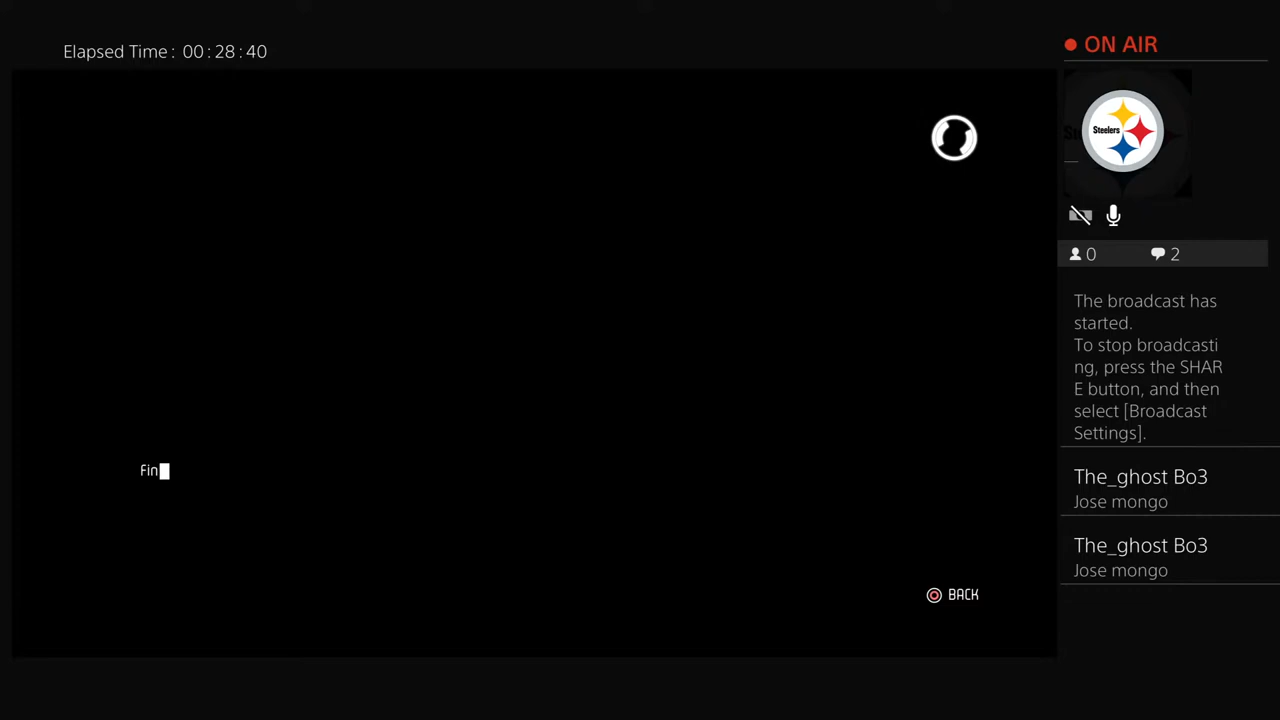 Elapsed Time : 00:28:40
ON AIR
Steelers
0
2
The broadcast has
started.
To stop broadcasti
ng, press the SHAR
E button, and then
select [Broadcast
Settings].
The_ghost Bo3
Jose mongo
The_ghost Bo3
Jose mongo
Fin
BACK